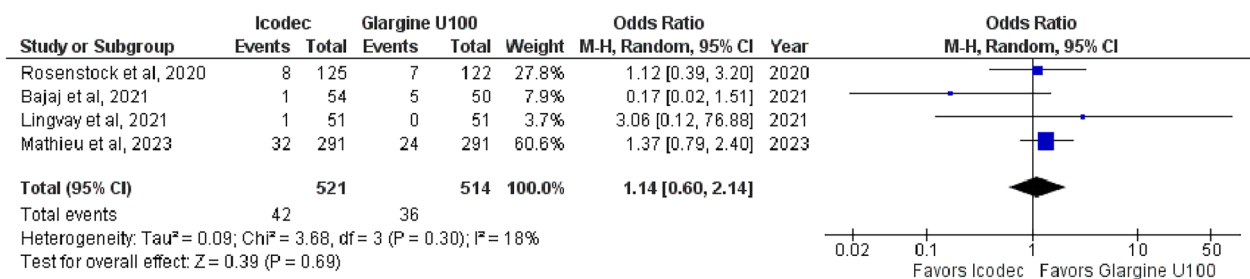 Icodec Glargine U100 Odds Ratio Odds Ratio
Study or Subgroup Events Total Events Total Weight M-H, Random, 95% CI Year M-H, Random, 95% CI
Rosenstock et al, 2020 8 125 7 122 27.8% 1.12 [0.39, 3.20] 2020
Bajaj et al, 2021 1 54 5 50 7.9% 0.17 [0.02, 1.51] 2021
Lingvay et al, 2021 1 51 0 51 3.7% 3.06 [0.12, 76.88] 2021
Mathieu et al, 2023 32 291 24 291 60.6% 1.37 [0.79, 2.40] 2023
Total (95% CI) 521 514 100.0% 1.14 [0.60, 2.14]
Total events 42 36
Heterogeneity: Tau² = 0.09; Chi² = 3.68, df = 3 (P = 0.30); I² = 18%
Test for overall effect: Z = 0.39 (P = 0.69)
0.02 0.1 1 10 50
Favors Icodec Favors Glargine U100